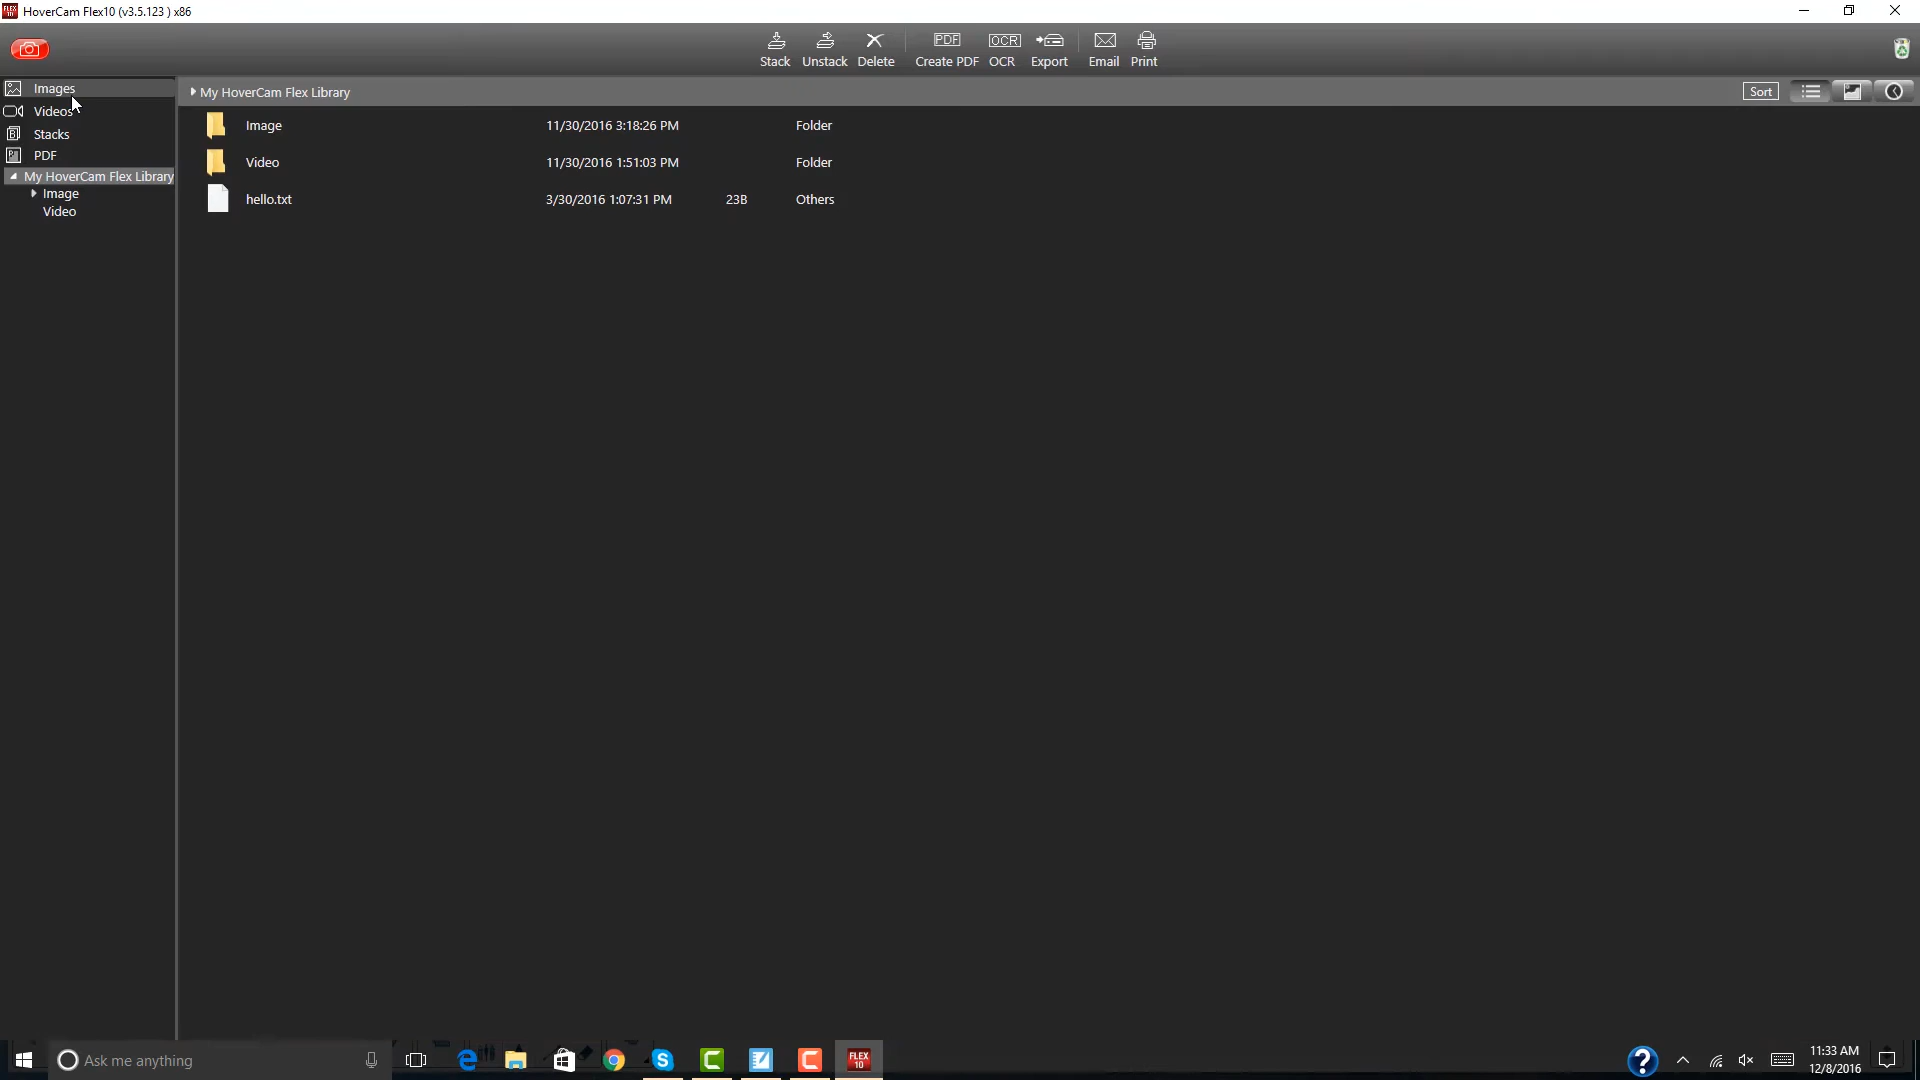 FLEX 10 HoverCam Flex10 (v3.5.123 ) x86
Stack Unstack Delete PDF Create PDF OCR OCR Export Email Print
Images
Videos
Stacks
PDF
My HoverCam Flex Library
Image
Video
My HoverCam Flex Library Sort
Image 11/30/2016 3:18:26 PM Folder
Video 11/30/2016 1:51:03 PM Folder
hello.txt 3/30/2016 1:07:31 PM 23B Others
Ask me anything
FLEX 10
11:33 AM
12/8/2016